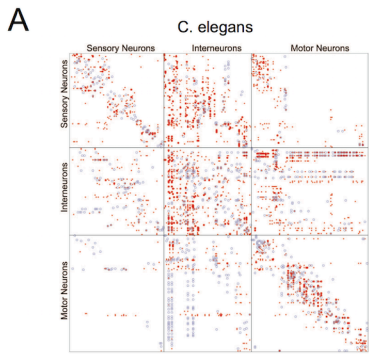 A
C. elegans
Sensory Neurons Interneurons Motor Neurons
Sensory Neurons
Interneurons
Motor Neurons